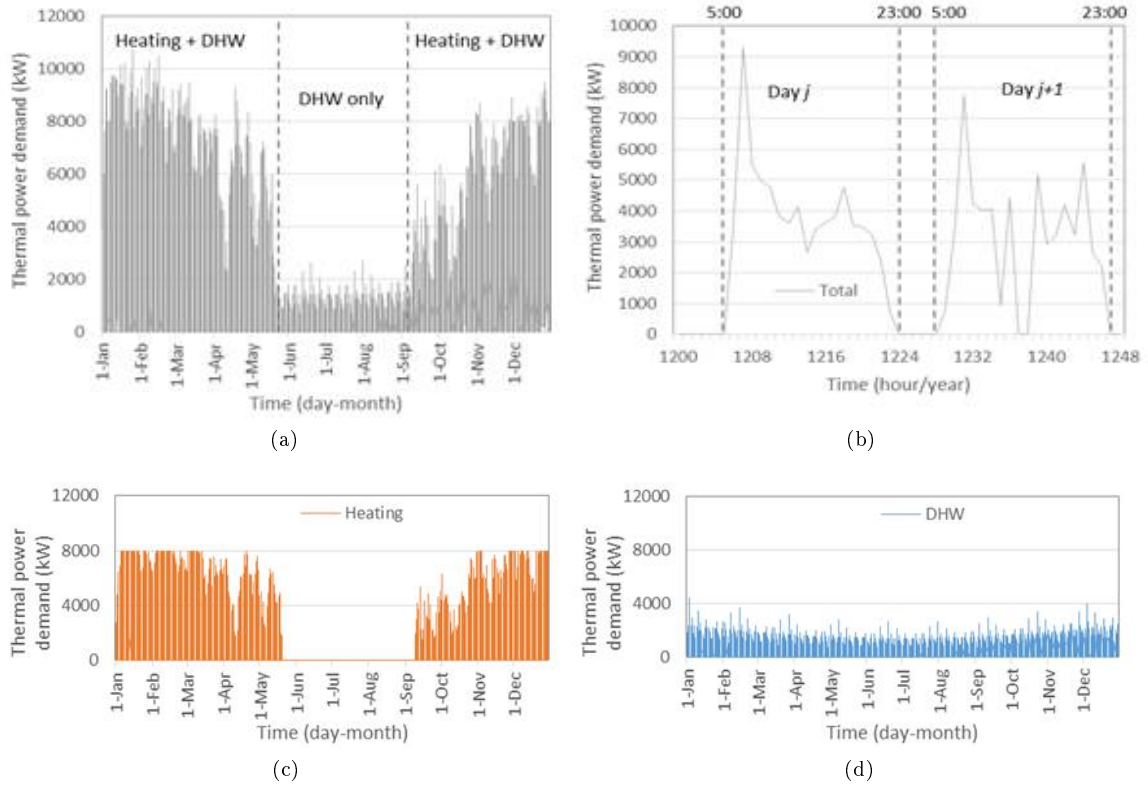 12000
10000
8000
6000
4000
2000
0
Thermal power demand (kW)
Heating + DHW
DHW only
Heating + DHW
1-Jan
1-Feb
1-Mar
1-Apr
1-May
1-Jun
1-Jul
1-Aug
1-Sep
1-Oct
1-Nov
1-Dec
Time (day-month)
(a)
5:00
23:00
5:00
23:00
10000
9000
8000
7000
6000
5000
4000
3000
2000
1000
0
Thermal power demand (kW)
Day j
Day j+1
Total
1200
1208
1216
1224
1232
1240
1248
Time (hour/year)
(b)
12000
8000
4000
0
Thermal power
demand (kW)
Heating
1-Jan
1-Feb
1-Mar
1-Apr
1-May
1-Jun
1-Jul
1-Aug
1-Sep
1-Oct
1-Nov
1-Dec
Time (day-month)
(c)
12000
8000
4000
0
Thermal power
demand (kW)
DHW
1-Jan
1-Feb
1-Mar
1-Apr
1-May
1-Jun
1-Jul
1-Aug
1-Sep
1-Oct
1-Nov
1-Dec
Time (day-month)
(d)